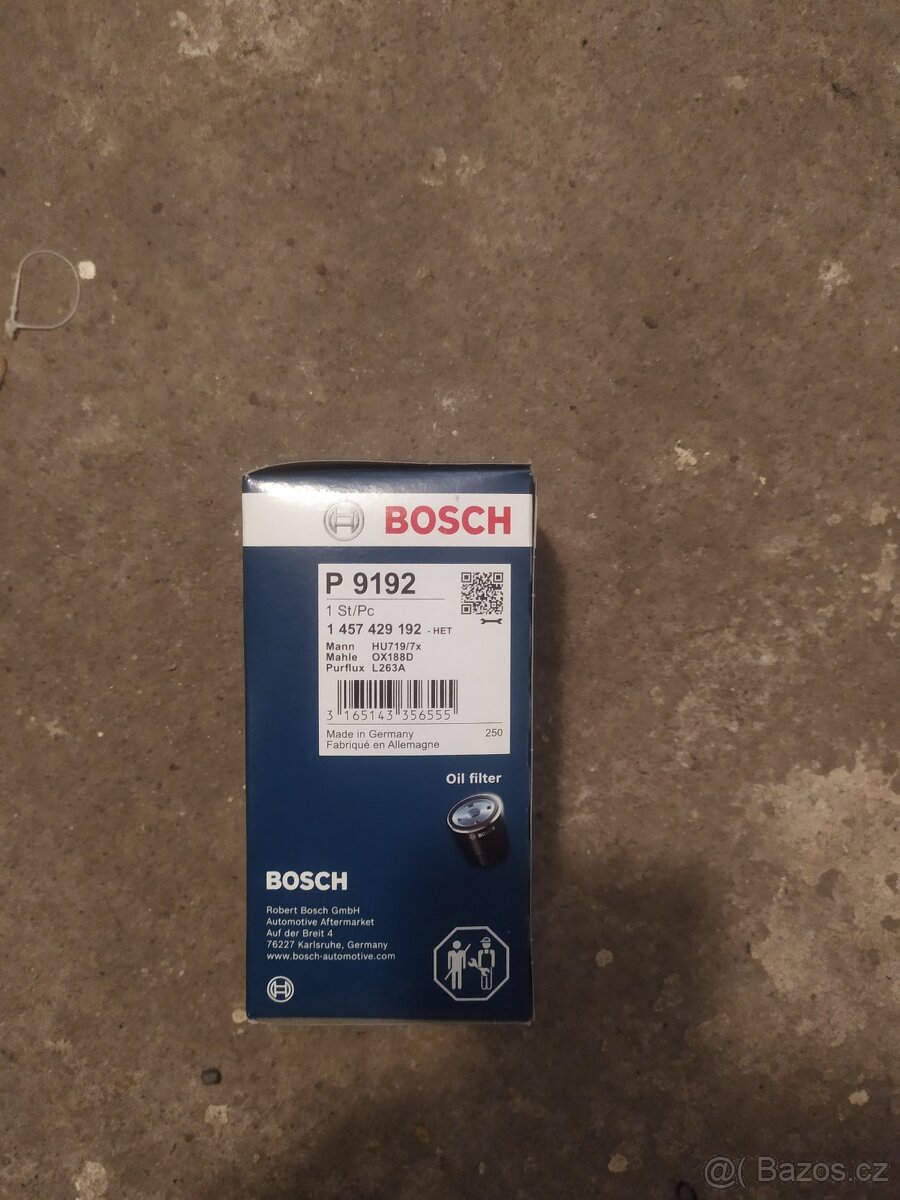 BOSCH
P 9192
1 St/Pc
1 457 429 192 - HET
Mann HU719/7x
Mahle OX188D
Purflux L263A
3 165143 356555
Made in Germany 250
Fabriqué en Allemagne
Oil filter
BOSCH
BOSCH
Robert Bosch GmbH
Automotive Aftermarket
Auf der Breit 4
76227 Karlsruhe, Germany
www.bosch-automotive.com
@( Bazos.cz